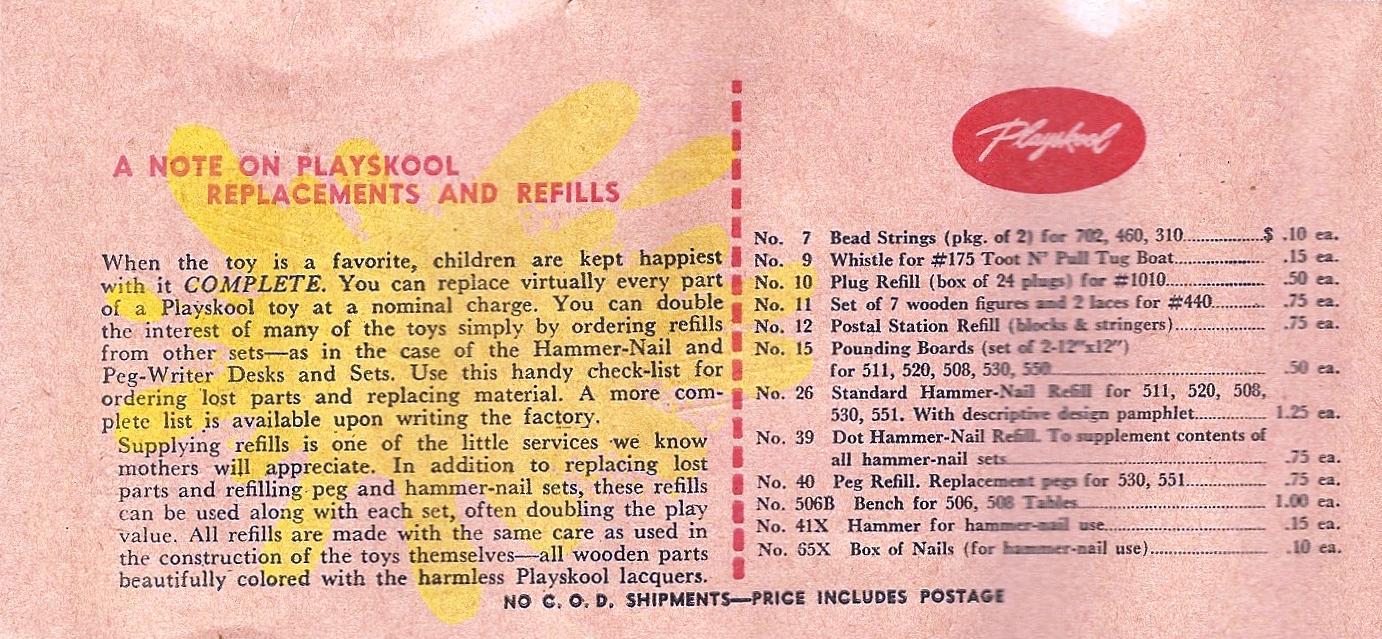 A NOTE ON PLAYSKOOL
REPLACEMENTS AND REFILLS
When the toy is a favorite, children are kept happiest
with it COMPLETE. You can replace virtually every part
of a Playskool toy at a nominal charge. You can double
the interest of many of the toys simply by ordering refills
from other sets—as in the case of the Hammer-Nail and
Peg-Writer Desks and Sets. Use this handy check-list for
ordering lost parts and replacing material. A more com-
plete list is available upon writing the factory.
Supplying refills is one of the little services we know
mothers will appreciate. In addition to replacing lost
parts and refilling peg and hammer-nail sets, these refills
can be used along with each set, often doubling the play
value. All refills are made with the same care as used in
the construction of the toys themselves—all wooden parts
beautifully colored with the harmless Playskool lacquers.
Playskool
No. 7 Bead Strings (pkg. of 2) for 702, 460, 310....................$ .10 ea.
No. 9 Whistle for #175 Toot N' Pull Tug Boat...................... .15 ea.
No. 10 Plug Refill (box of 24 plugs) for #1010....................... .50 ea.
No. 11 Set of 7 wooden figures and 2 laces for #440............ .75 ea.
No. 12 Postal Station Refill (blocks & stringers)..................... .75 ea.
No. 15 Pounding Boards (set of 2-12"x12")
for 511, 520, 508, 530, 550.................................................. .50 ea.
No. 26 Standard Hammer-Nail Refill for 511, 520, 508,
530, 551. With descriptive design pamphlet................ 1.25 ea.
No. 39 Dot Hammer-Nail Refill. To supplement contents of
all hammer-nail sets............................................................ .75 ea.
No. 40 Peg Refill. Replacement pegs for 530, 551................... .75 ea.
No. 506B Bench for 506, 508 Tables........................................... 1.00 ea.
No. 41X Hammer for hammer-nail use..................................... .15 ea.
No. 65X Box of Nails (for hammer-nail use)........................... .10 ea.
NO C. O. D. SHIPMENTS—PRICE INCLUDES POSTAGE